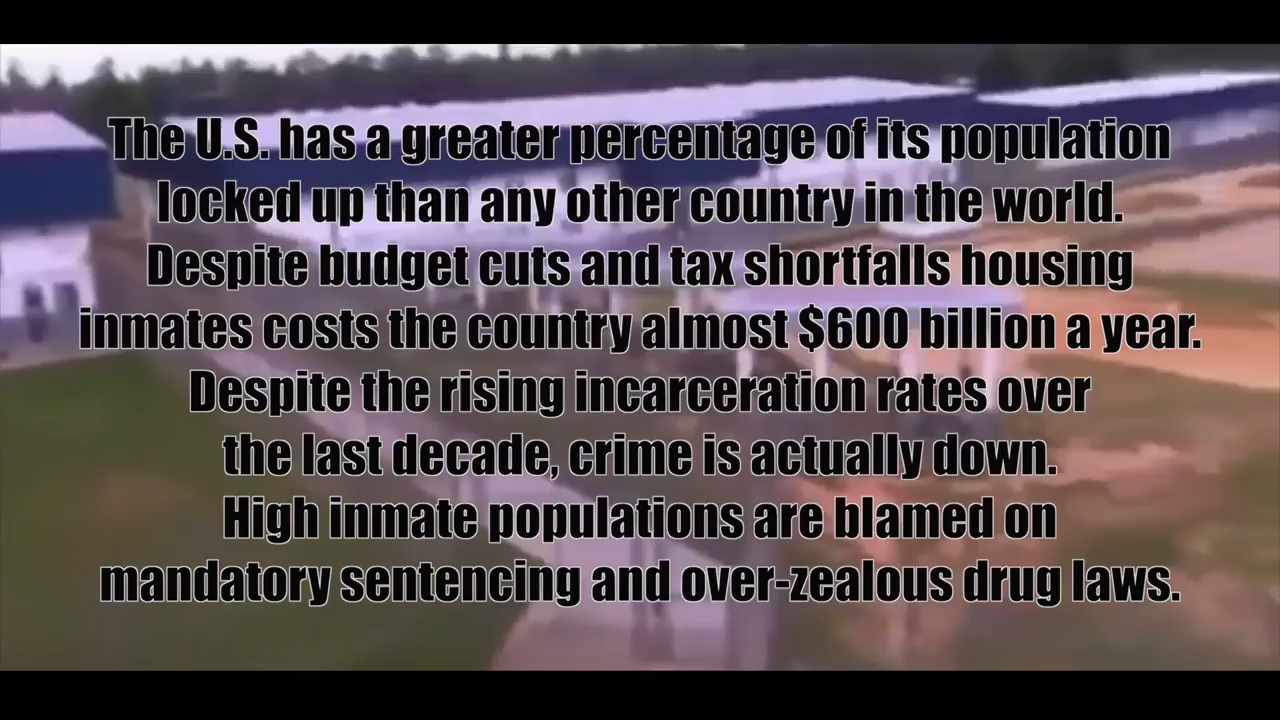 The U.S. has a greater percentage of its population
locked up than any other country in the world.
Despite budget cuts and tax shortfalls housing
inmates costs the country almost $600 billion a year.
Despite the rising incarceration rates over
the last decade, crime is actually down.
High inmate populations are blamed on
mandatory sentencing and over-zealous drug laws.